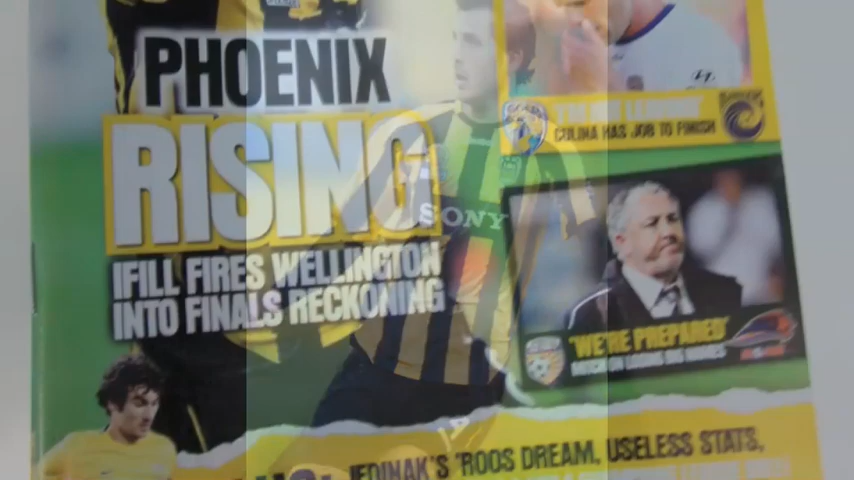 PHOENIX
RISING
IFILL FIRES WELLINGTON
INTO FINALS RECKONING
SONY
CULINA HAS JOB TO FINISH
'WE'RE PREPARED'
JEDINAK'S 'ROOS DREAM, USELESS STATS,